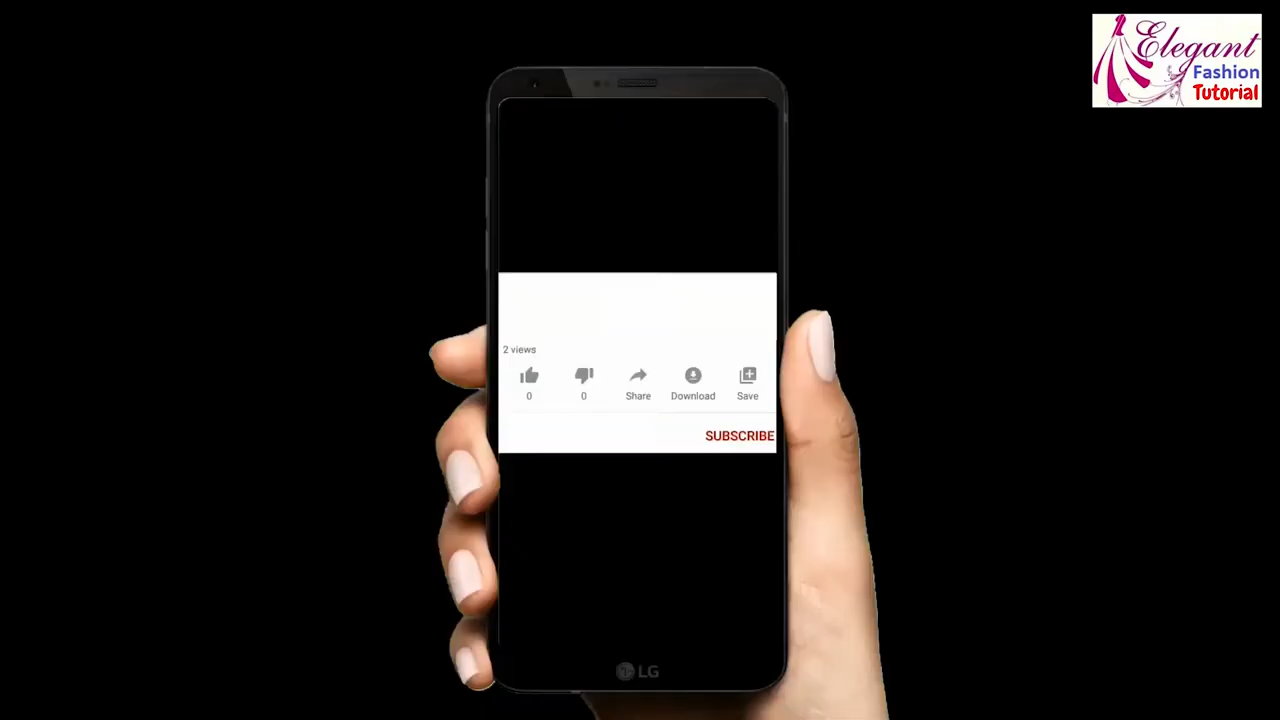 Elegant
Fashion
Tutorial
2 views
0 0 Share Download Save
SUBSCRIBE
LG